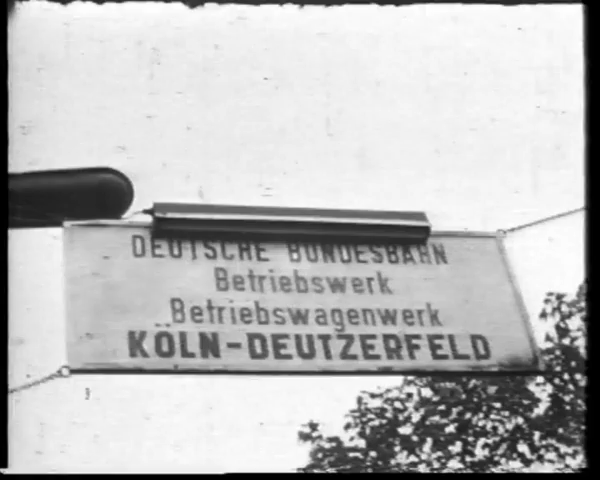 DEUTSCHE BUNDESBAHN
Betriebswerk
Betriebswagenwerk
KÖLN-DEUTZERFELD